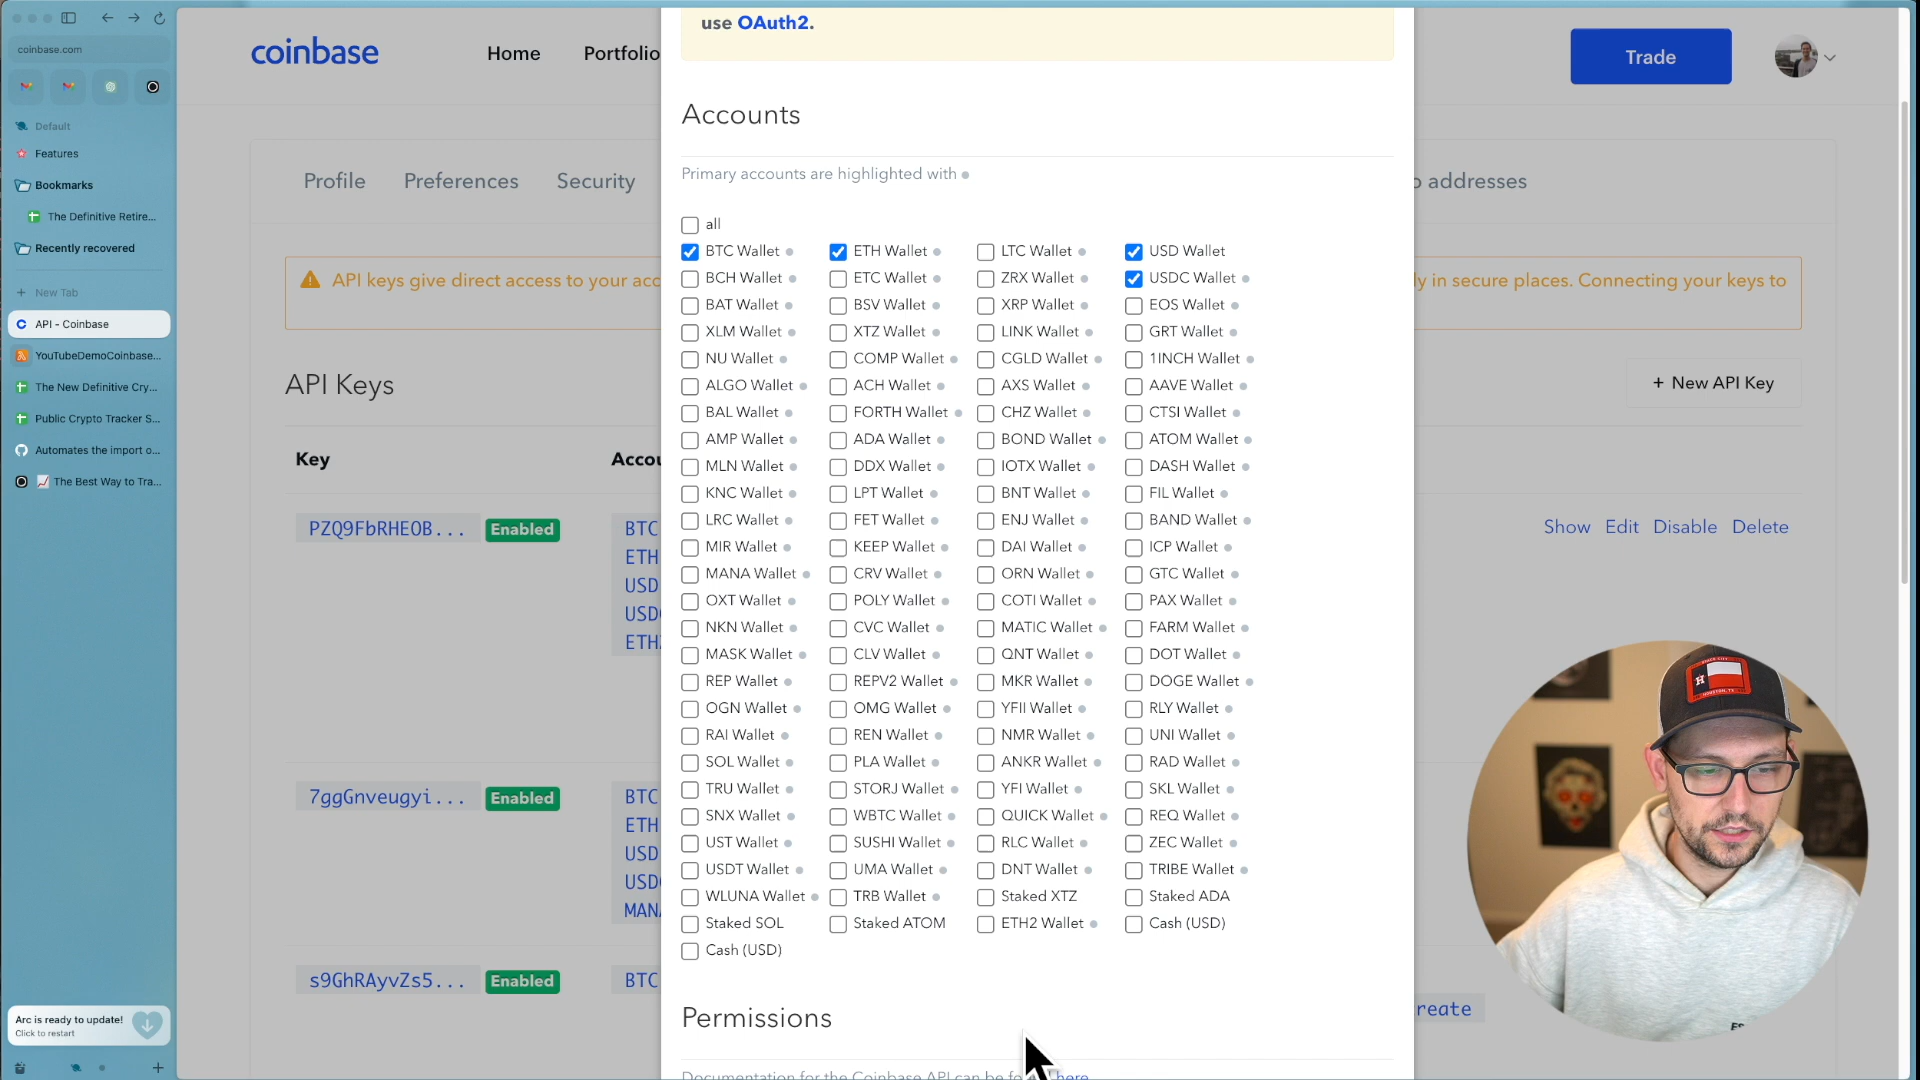 coinbase.com
Default
Features
Bookmarks
The Definitive Retire...
Recently recovered
New Tab
API - Coinbase
YouTubeDemoCoinbase...
The New Definitive Cry...
Public Crypto Tracker S...
Automates the import o...
The Best Way to Tra...
Arc is ready to update!
Click to restart
coinbase
Home
Portfolio
Trade
Profile
Preferences
Security
addresses
API keys give direct access to your acc
y in secure places. Connecting your keys to
API Keys
+ New API Key
Key
Accou
PZQ9FbRHEOB...
Enabled
BTC
ETH
USD
USD
ETH
Show Edit Disable Delete
7ggGnveugyi...
Enabled
BTC
ETH
USD
USD
MAN
s9GhRAyvZs5...
Enabled
BTC
reate
use OAuth2.
Accounts
Primary accounts are highlighted with
all
BTC Wallet ETH Wallet LTC Wallet USD Wallet
BCH Wallet ETC Wallet ZRX Wallet USDC Wallet
BAT Wallet BSV Wallet XRP Wallet EOS Wallet
XLM Wallet XTZ Wallet LINK Wallet GRT Wallet
NU Wallet COMP Wallet CGLD Wallet 1INCH Wallet
ALGO Wallet ACH Wallet AXS Wallet AAVE Wallet
BAL Wallet FORTH Wallet CHZ Wallet CTSI Wallet
AMP Wallet ADA Wallet BOND Wallet ATOM Wallet
MLN Wallet DDX Wallet IOTX Wallet DASH Wallet
KNC Wallet LPT Wallet BNT Wallet FIL Wallet
LRC Wallet FET Wallet ENJ Wallet BAND Wallet
MIR Wallet KEEP Wallet DAI Wallet ICP Wallet
MANA Wallet CRV Wallet ORN Wallet GTC Wallet
OXT Wallet POLY Wallet COTI Wallet PAX Wallet
NKN Wallet CVC Wallet MATIC Wallet FARM Wallet
MASK Wallet CLV Wallet QNT Wallet DOT Wallet
REP Wallet REPV2 Wallet MKR Wallet DOGE Wallet
OGN Wallet OMG Wallet YFII Wallet RLY Wallet
RAI Wallet REN Wallet NMR Wallet UNI Wallet
SOL Wallet PLA Wallet ANKR Wallet RAD Wallet
TRU Wallet STORJ Wallet YFI Wallet SKL Wallet
SNX Wallet WBTC Wallet QUICK Wallet REQ Wallet
UST Wallet SUSHI Wallet RLC Wallet ZEC Wallet
USDT Wallet UMA Wallet DNT Wallet TRIBE Wallet
WLUNA Wallet TRB Wallet Staked XTZ Staked ADA
Staked SOL Staked ATOM ETH2 Wallet Cash (USD)
Cash (USD)
Permissions
Documentation for the Coinbase API can be fo here